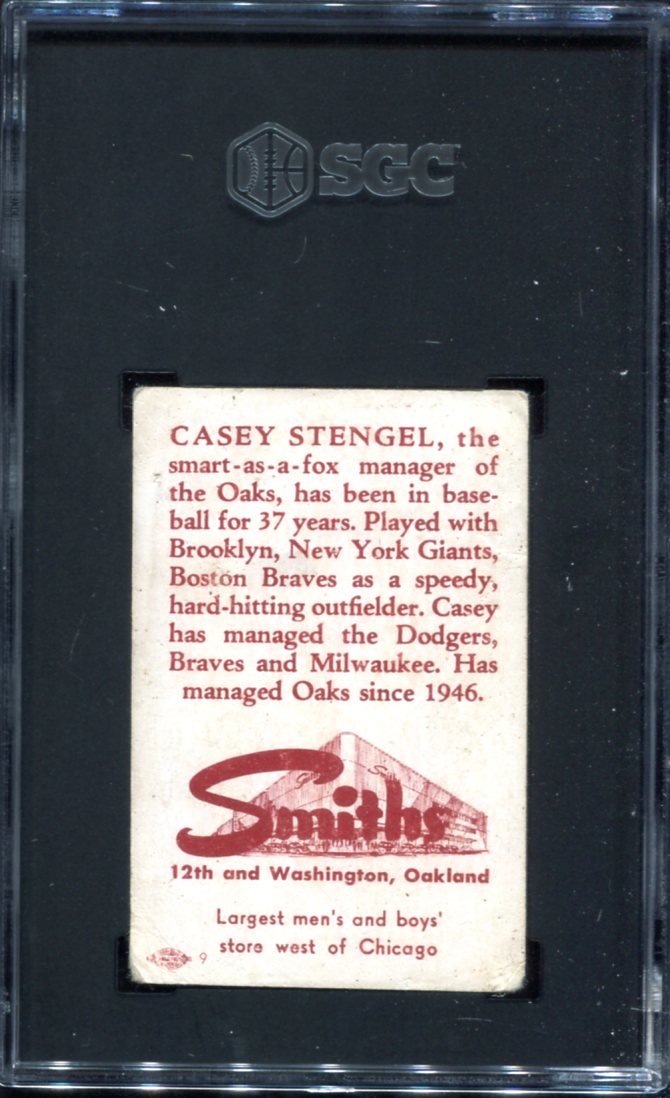 SGC
CASEY STENGEL, the
smart-as-a-fox manager of
the Oaks, has been in base-
ball for 37 years. Played with
Brooklyn, New York Giants,
Boston Braves as a speedy,
hard-hitting outfielder. Casey
has managed the Dodgers,
Braves and Milwaukee. Has
managed Oaks since 1946.
Smiths
12th and Washington, Oakland
Largest men's and boys'
store west of Chicago
9